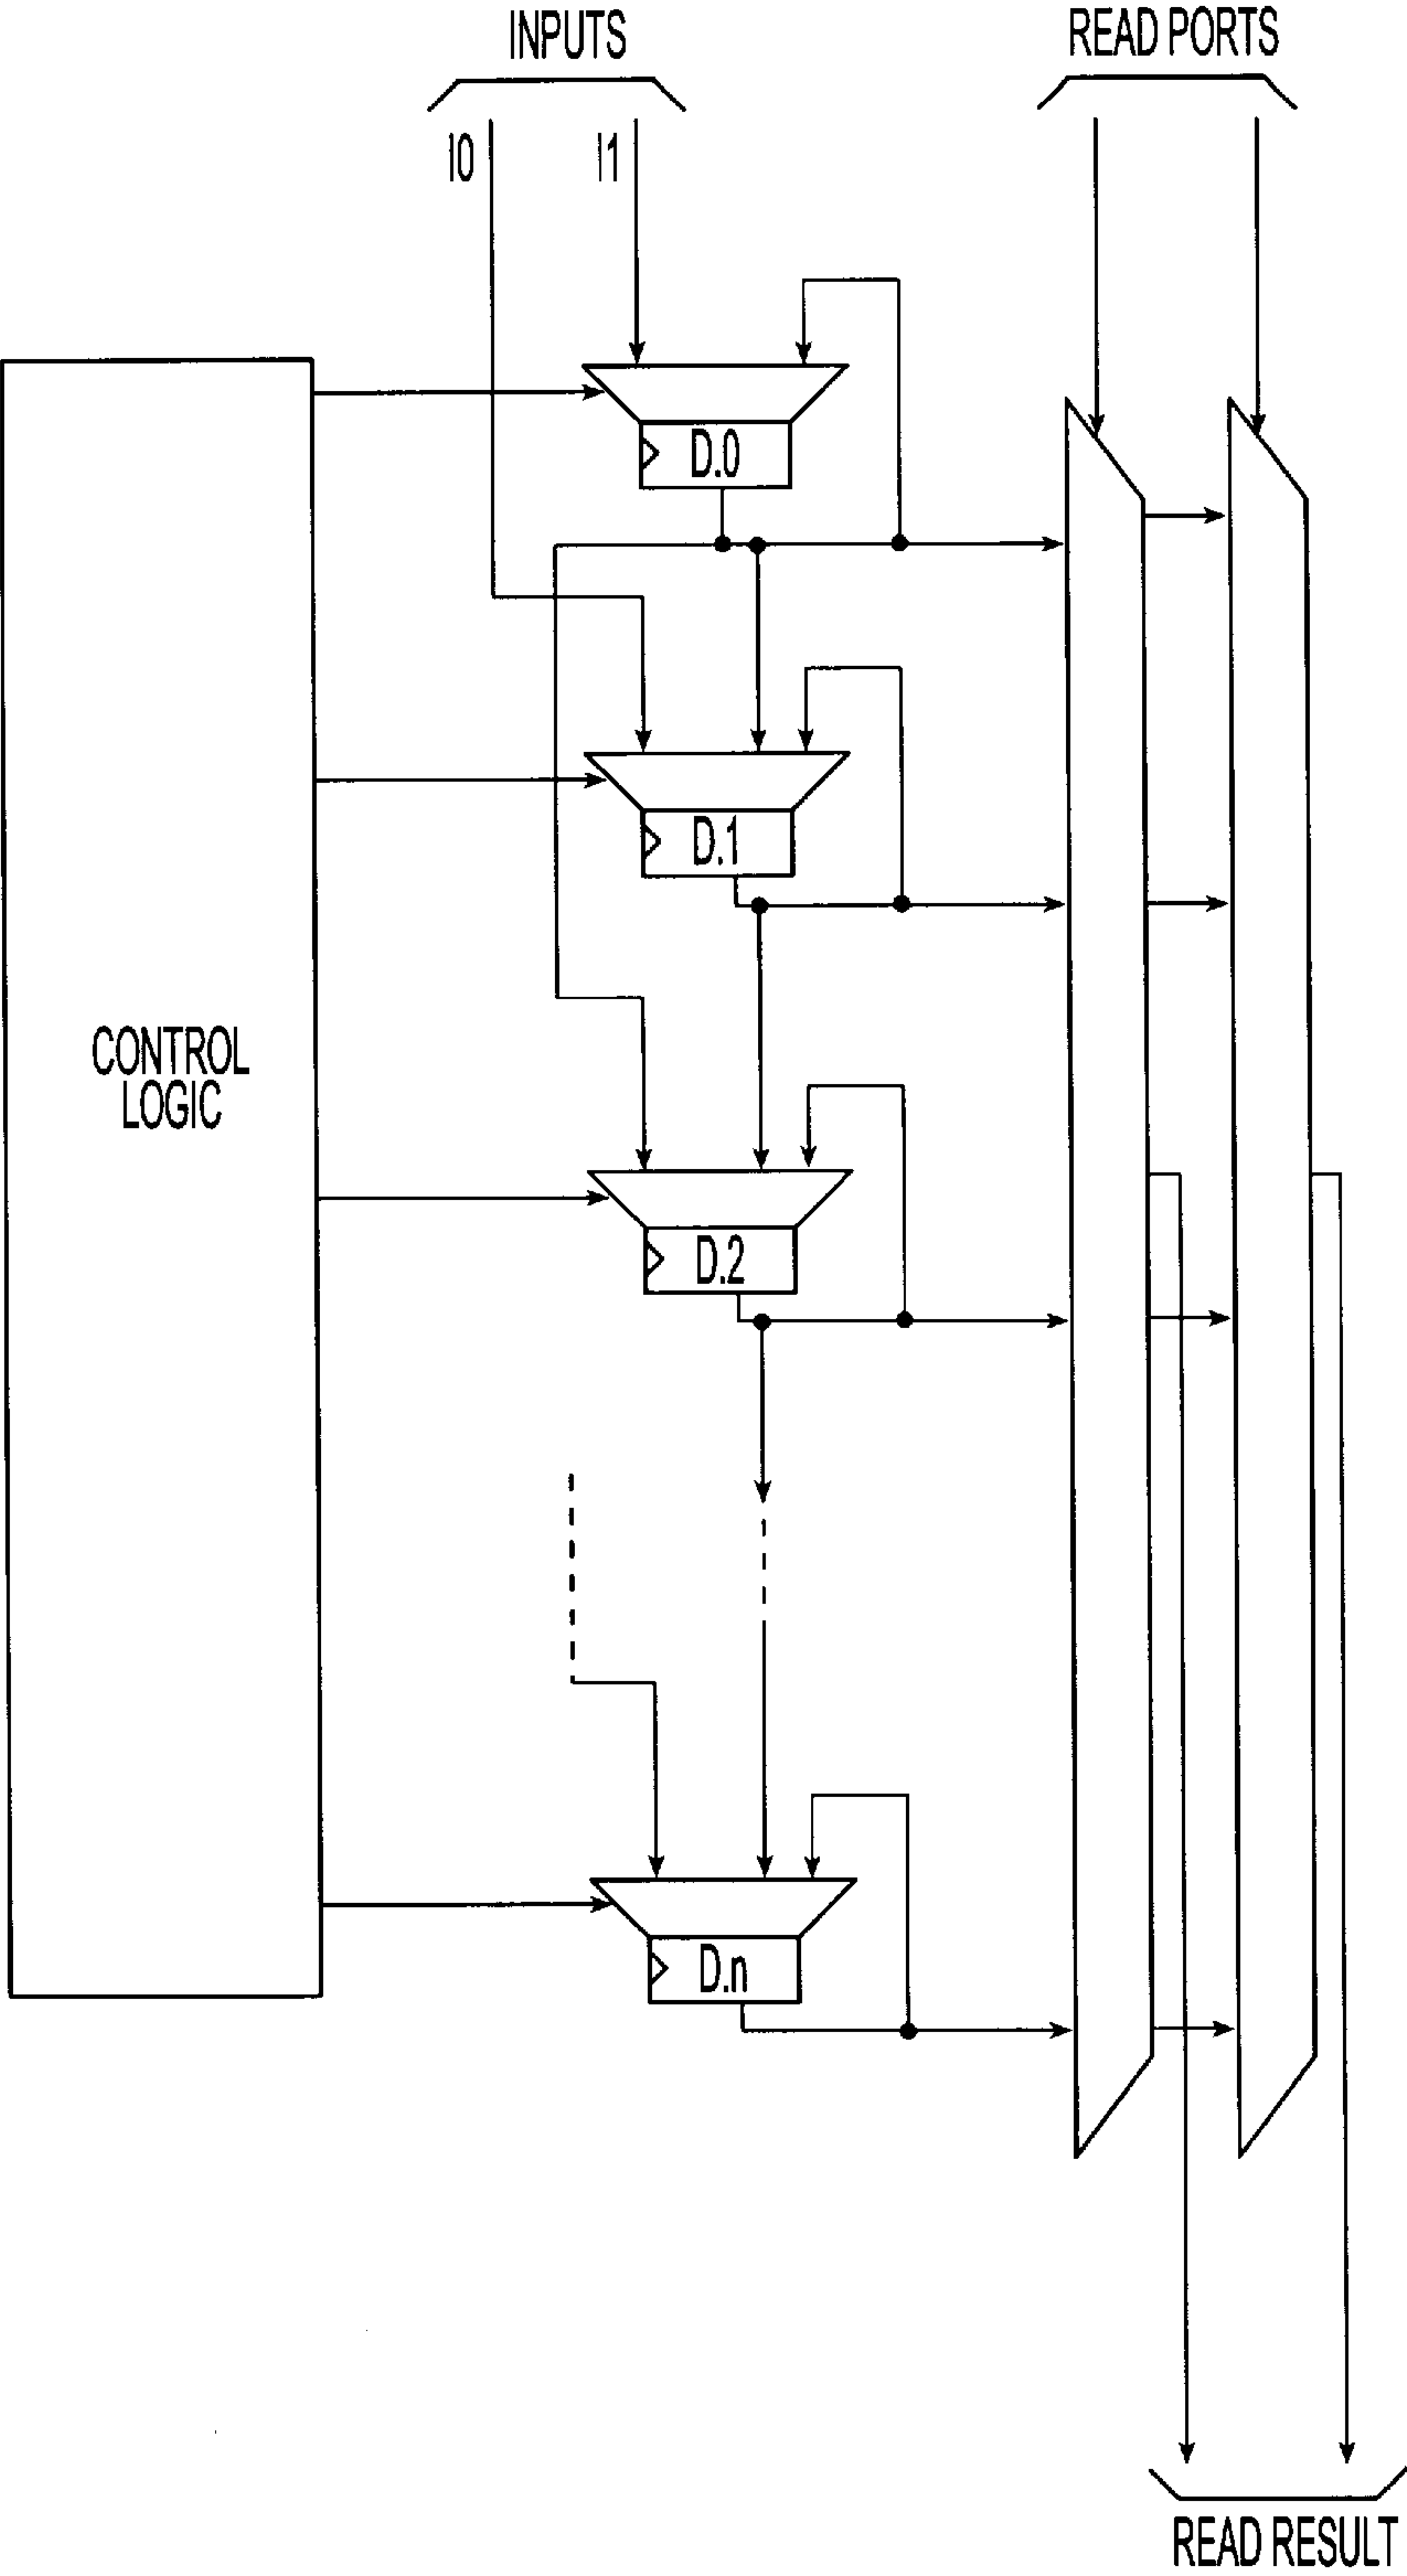 INPUTS
READ PORTS
I0
I1
D.0
D.1
CONTROL
LOGIC
D.2
D.n
READ RESULT